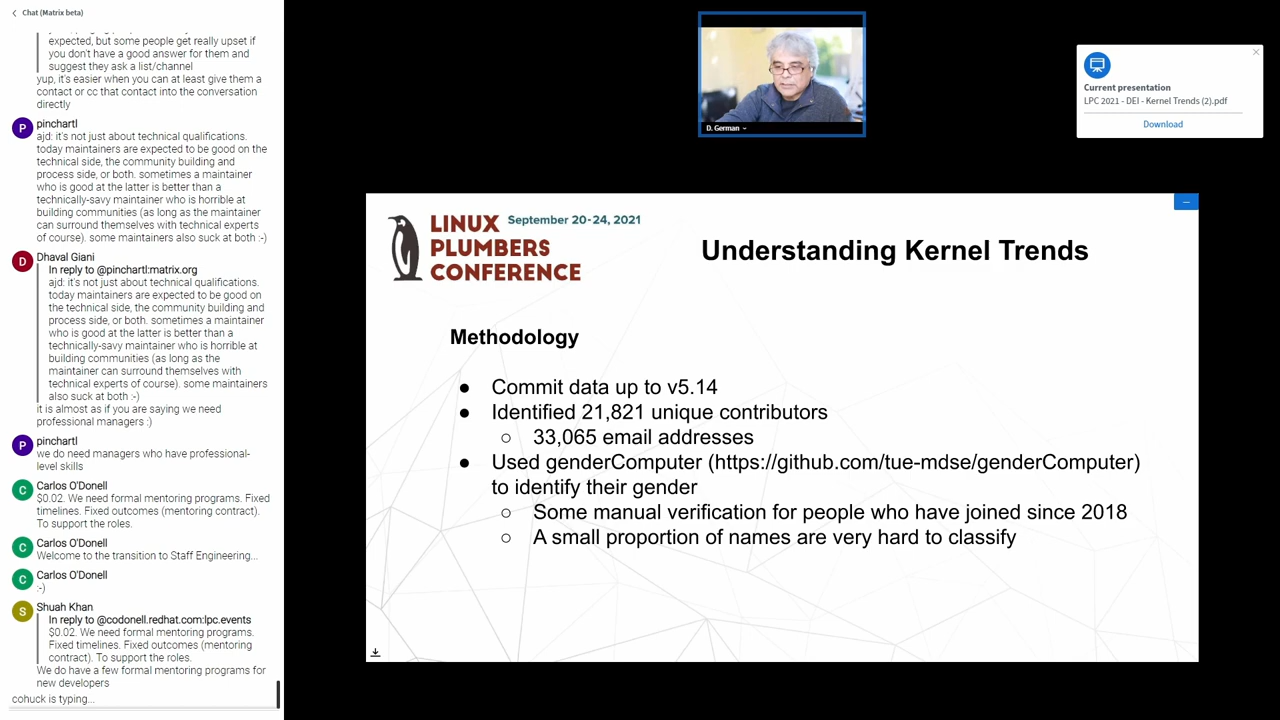 Chat (Matrix beta)
expected, but some people get really upset if
you don't have a good answer for them and
suggest they ask a list/channel
yup, it's easier when you can at least give them a
contact or cc that contact into the conversation
directly
P
pinchartl
ajd: it's not just about technical qualifications.
today maintainers are expected to be good on the
technical side, the community building and
process side, or both. sometimes a maintainer
who is good at the latter is better than a
technically-savy maintainer who is horrible at
building communities (as long as the maintainer
can surround themselves with technical experts
of course). some maintainers also suck at both :-)
D
Dhaval Giani
In reply to @pinchartl:matrix.org
ajd: it's not just about technical qualifications.
today maintainers are expected to be good on
the technical side, the community building and
process side, or both. sometimes a maintainer
who is good at the latter is better than a
technically-savy maintainer who is horrible at
building communities (as long as the
maintainer can surround themselves with
technical experts of course). some maintainers
also suck at both :-)
it is almost as if you are saying we need
professional managers :)
P
pinchartl
we do need managers who have professional-
level skills
C
Carlos O'Donell
$0.02. We need formal mentoring programs. Fixed
timelines. Fixed outcomes (mentoring contract).
To support the roles.
C
Carlos O'Donell
Welcome to the transition to Staff Engineering...
C
Carlos O'Donell
:-)
S
Shuah Khan
In reply to @codonell.redhat.com:lpc.events
$0.02. We need formal mentoring programs.
Fixed timelines. Fixed outcomes (mentoring
contract). To support the roles.
We do have a few formal mentoring programs for
new developers
cohuck is typing...
D. German
Current presentation
LPC 2021 - DEI - Kernel Trends (2).pdf
Download
LINUX
PLUMBERS
CONFERENCE
September 20-24, 2021
Understanding Kernel Trends
Methodology
● Commit data up to v5.14
● Identified 21,821 unique contributors
○ 33,065 email addresses
● Used genderComputer (https://github.com/tue-mdse/genderComputer)
to identify their gender
○ Some manual verification for people who have joined since 2018
○ A small proportion of names are very hard to classify